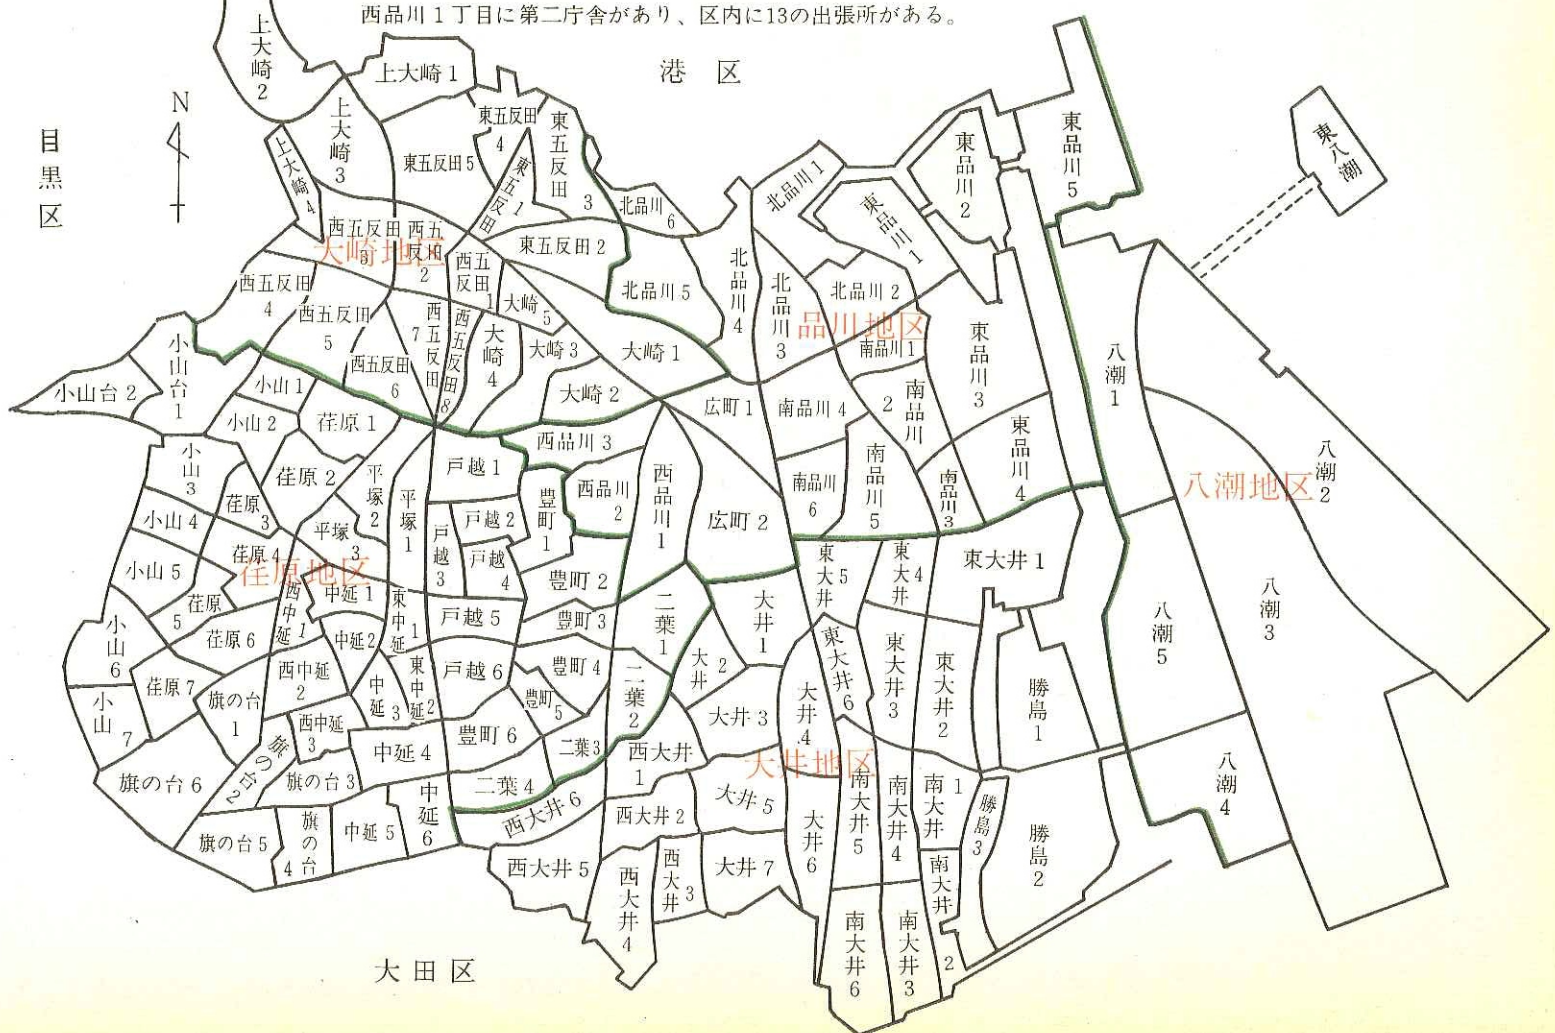 西品川1丁目に第二庁舎があり、区内に13の出張所がある。
港区
目黒区
大田区
N
大崎地区
品川地区
八潮地区
荏原地区
大井地区
上大崎1
上大崎2
上大崎3
上大崎4
東五反田1
東五反田2
東五反田3
東五反田4
東五反田5
西五反田1
西五反田2
西五反田3
西五反田4
西五反田5
西五反田6
西五反田7
西五反田8
大崎1
大崎2
大崎3
大崎4
大崎5
北品川1
北品川2
北品川3
北品川4
北品川5
北品川6
東品川1
東品川2
東品川3
東品川4
東品川5
南品川1
南品川2
南品川3
南品川4
南品川5
南品川6
広町1
広町2
西品川1
西品川2
西品川3
東八潮
八潮1
八潮2
八潮3
八潮4
八潮5
小山台1
小山台2
小山1
小山2
小山3
小山4
小山5
小山6
小山7
荏原1
荏原2
荏原3
荏原4
荏原5
荏原6
荏原7
平塚1
平塚2
平塚3
戸越1
戸越2
戸越3
戸越4
戸越5
戸越6
豊町1
豊町2
豊町3
豊町4
豊町5
豊町6
二葉1
二葉2
二葉3
二葉4
中延1
中延2
中延3
中延4
中延5
中延6
東中延1
東中延2
西中延1
西中延2
西中延3
旗の台1
旗の台2
旗の台3
旗の台4
旗の台5
旗の台6
大井1
大井2
大井3
大井4
大井5
大井6
大井7
西大井1
西大井2
西大井3
西大井4
西大井5
西大井6
東大井1
東大井2
東大井3
東大井4
東大井5
東大井6
南大井1
南大井2
南大井3
南大井4
南大井5
南大井6
勝島1
勝島2
勝島3